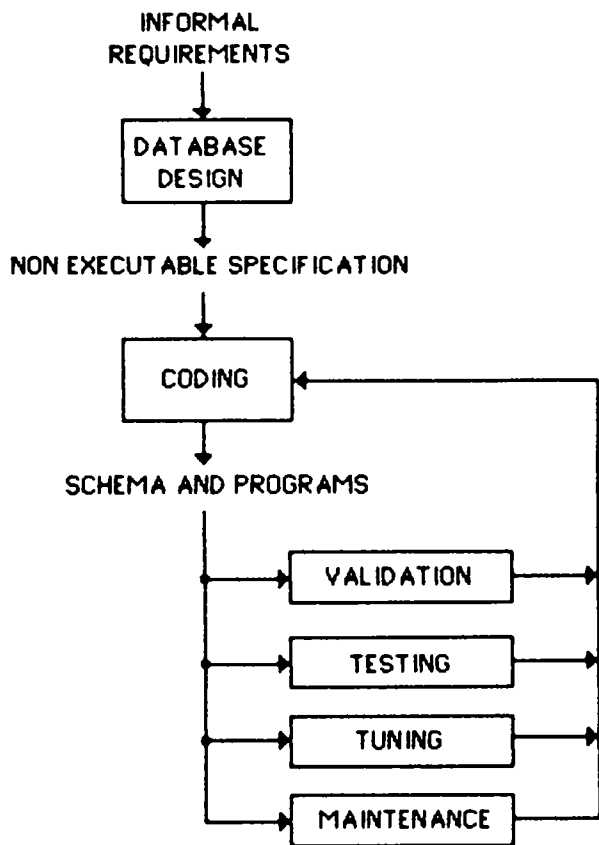 INFORMAL
REQUIREMENTS
DATABASE
DESIGN
NON EXECUTABLE SPECIFICATION
CODING
SCHEMA AND PROGRAMS
VALIDATION
TESTING
TUNING
MAINTENANCE